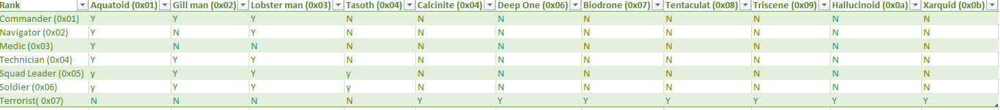 Rank Aquatoid (0x01) Gill man (0x02) Lobster man (0x03) Tasoth (0x04) Calcinite (0x04) Deep One (0x06) Biodrone (0x07) Tentaculat (0x08) Triscene (0x09) Hallucinoid (0x0a) Xarquid (0x0b)
Commander (0x01) Y Y Y N N N N N N N N
Navigator (0x02) Y N Y N N N N N N N N
Medic (0x03) Y N N N N N N N N N N
Technician (0x04) Y Y Y N N N N N N N N
Squad Leader (0x05) y Y Y y N N N N N N N
Soldier (0x06) y Y Y y N N N N N N N
Terrorist( 0x07) N N N N Y Y Y Y Y Y Y